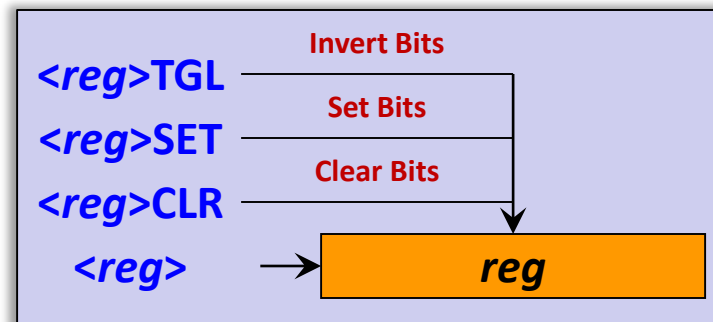 Invert Bits
<reg>TGL
Set Bits
<reg>SET
Clear Bits
<reg>CLR
<reg>
reg